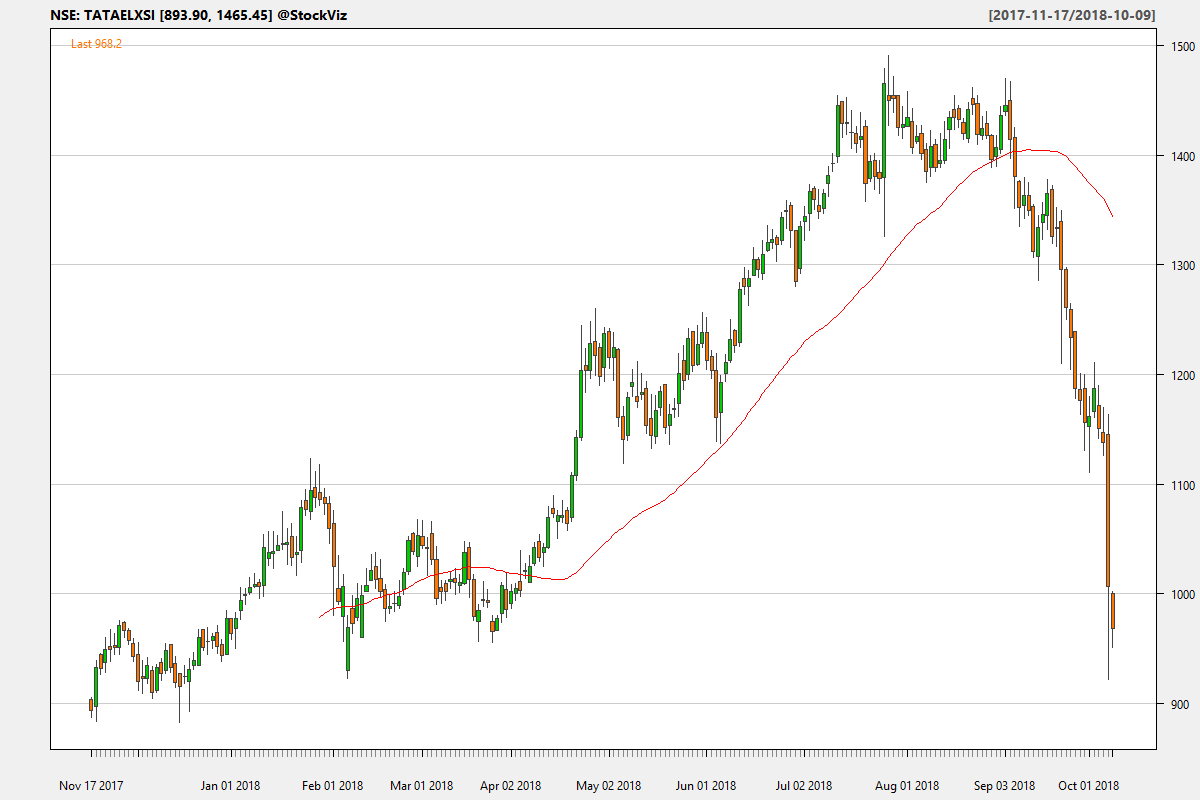 NSE: TATAELXSI [893.90, 1465.45] @StockViz [2017-11-17/2018-10-09]
Last 968.2
1500
1400
1300
1200
1100
1000
900
Nov 17 2017 Jan 01 2018 Feb 01 2018 Mar 01 2018 Apr 02 2018 May 02 2018 Jun 01 2018 Jul 02 2018 Aug 01 2018 Sep 03 2018 Oct 01 2018